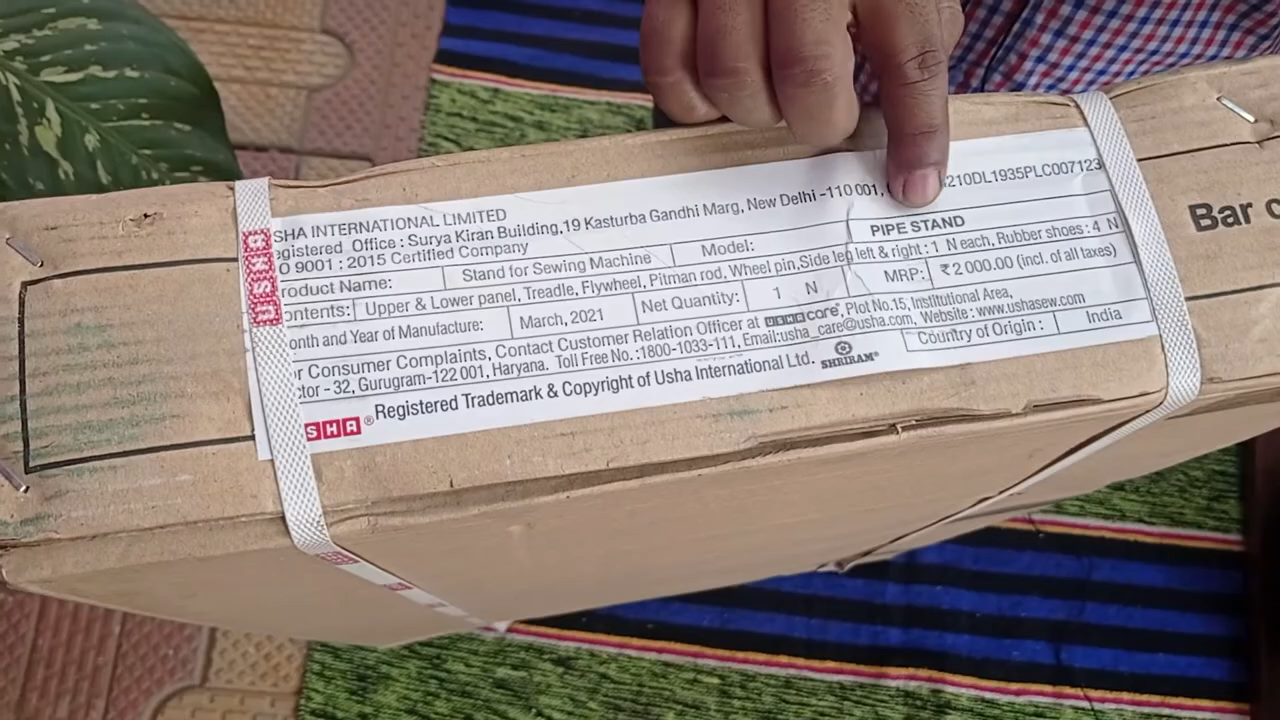 SHA INTERNATIONAL LIMITED
egistered Office : Surya Kiran Building,19 Kasturba Gandhi Marg, New Delhi -110 001, 210DL1935PLC007123
O 9001 : 2015 Certified Company
roduct Name: Stand for Sewing Machine Model: PIPE STAND
ontents: Upper & Lower panel, Treadle, Flywheel, Pitman rod, Wheel pin,Side leg left & right : 1 N each, Rubber shoes : 4 N
onth and Year of Manufacture: March, 2021 Net Quantity: 1 N MRP: ₹2 000.00 (incl. of all taxes)
r Consumer Complaints, Contact Customer Relation Officer at USHA care, Plot No.15, Institutional Area,
ctor - 32, Gurugram-122 001, Haryana. Toll Free No. :1800-1033-111, Email:usha_care@usha.com, Website : www.ushasew.com
Country of Origin : India
SHA ® Registered Trademark & Copyright of Usha International Ltd. SHRIRAM®
USHA
Bar